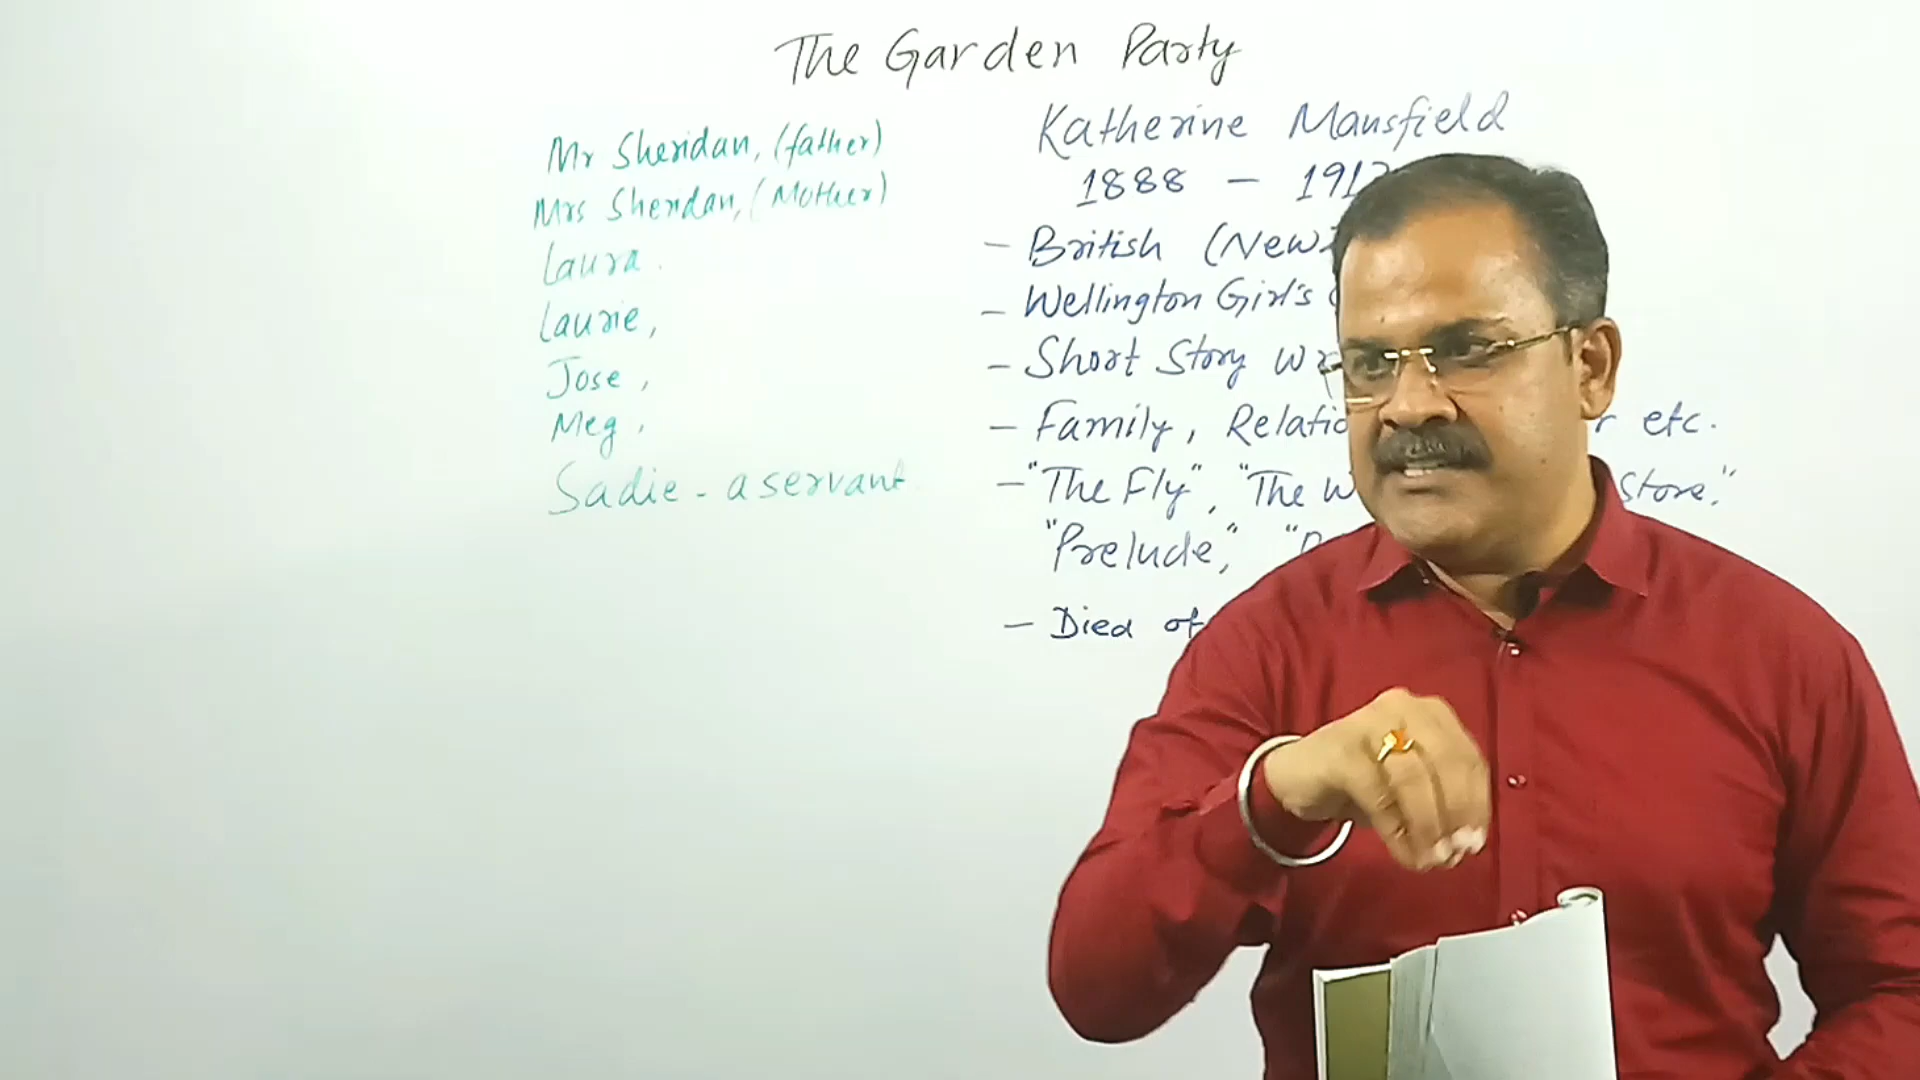 The Garden Party
Mr Sheridan, (father)
Mrs Sheridan, (Mother)
Laura.
Laurie,
Jose,
Meg,
Sadie - a servant
Katherine Mansfield
1888 -
- British
- Wellington Girl's
- Short Story
- Family, etc.
- "The Fly", "The Store."
"Prelude,"
- Died of